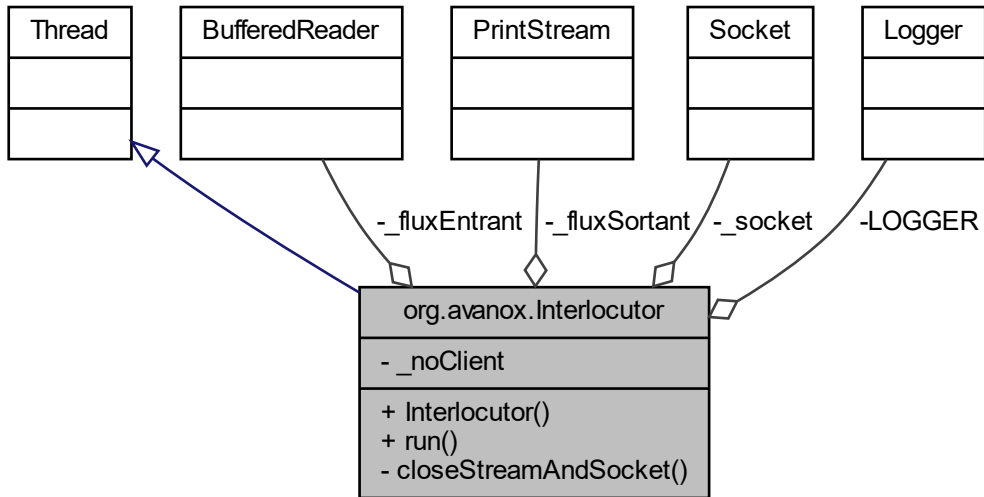 Thread
BufferedReader
PrintStream
Socket
Logger
-_fluxEntrant
-_fluxSortant
-_socket
-LOGGER
org.avanox.Interlocutor
- _noClient
+ Interlocutor()
+ run()
- closeStreamAndSocket()